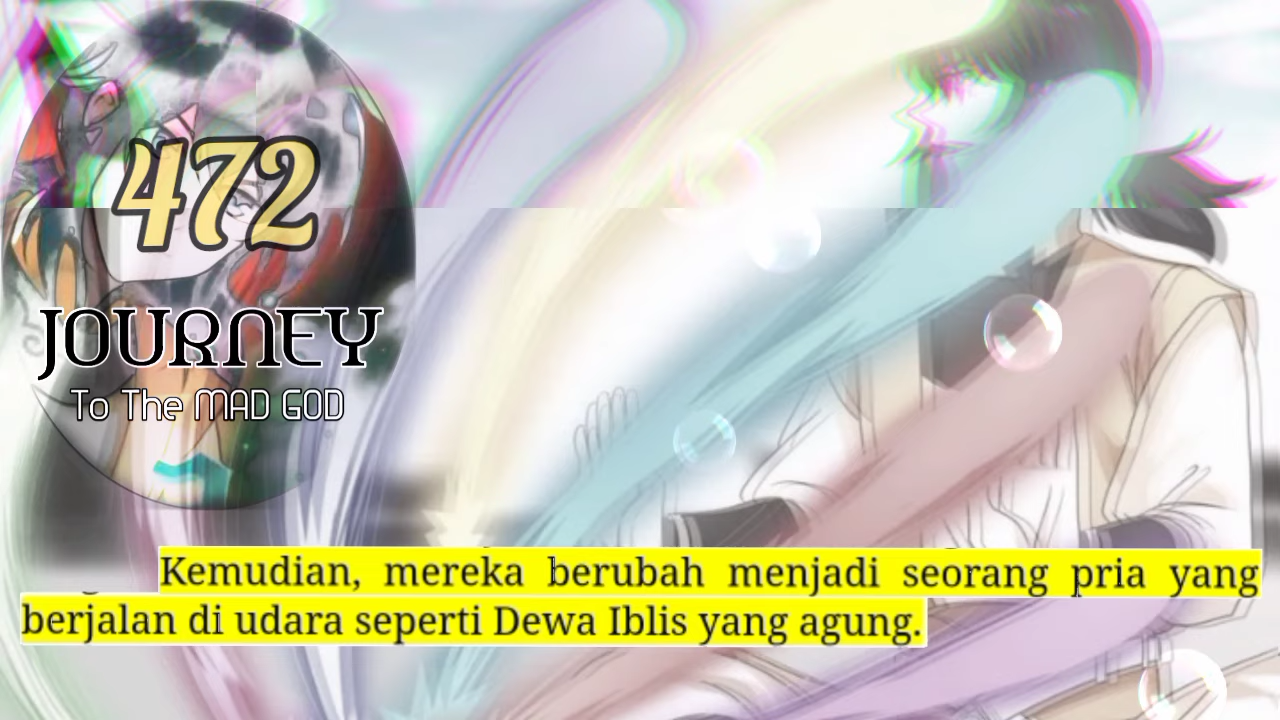 472
JOURNEY
To The MAD GOD
Kemudian, mereka berubah menjadi seorang pria yang
berjalan di udara seperti Dewa Iblis yang agung.